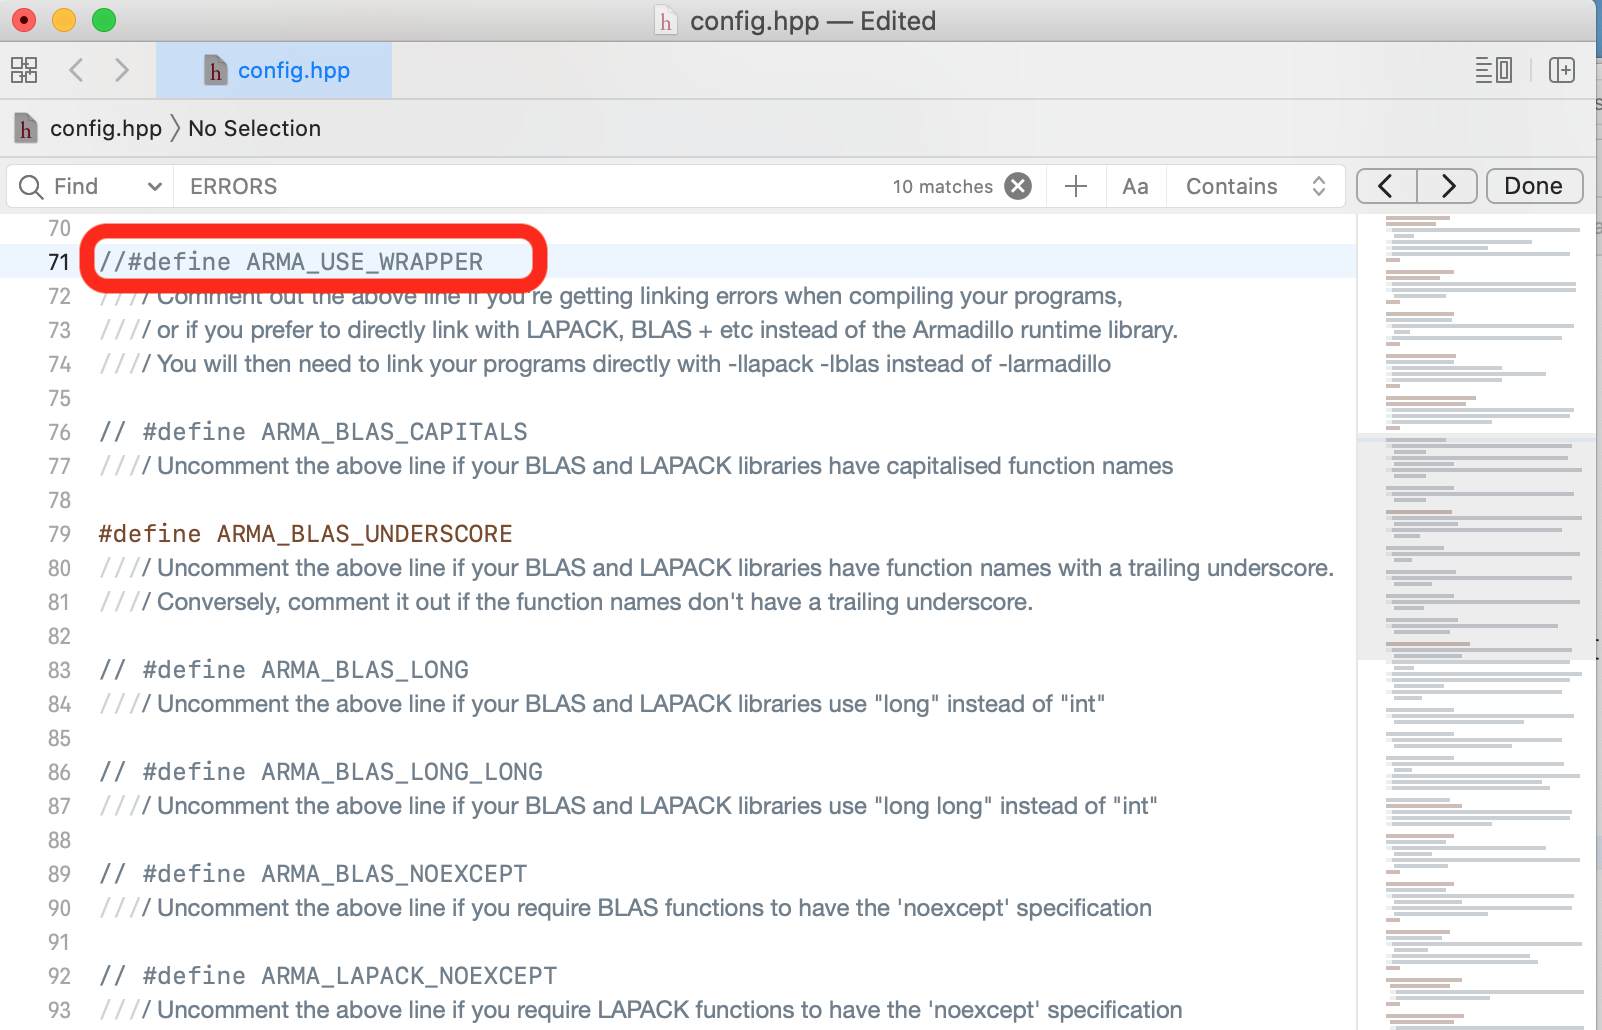 h config.hpp — Edited
h config.hpp
h config.hpp 〉 No Selection
Find ERRORS 10 matches Aa Contains Done
70
71 //#define ARMA_USE_WRAPPER
72 //// Comment out the above line if you're getting linking errors when compiling your programs,
73 //// or if you prefer to directly link with LAPACK, BLAS + etc instead of the Armadillo runtime library.
74 //// You will then need to link your programs directly with -llapack -lblas instead of -larmadillo
75
76 // #define ARMA_BLAS_CAPITALS
77 //// Uncomment the above line if your BLAS and LAPACK libraries have capitalised function names
78
79 #define ARMA_BLAS_UNDERSCORE
80 //// Uncomment the above line if your BLAS and LAPACK libraries have function names with a trailing underscore.
81 //// Conversely, comment it out if the function names don't have a trailing underscore.
82
83 // #define ARMA_BLAS_LONG
84 //// Uncomment the above line if your BLAS and LAPACK libraries use "long" instead of "int"
85
86 // #define ARMA_BLAS_LONG_LONG
87 //// Uncomment the above line if your BLAS and LAPACK libraries use "long long" instead of "int"
88
89 // #define ARMA_BLAS_NOEXCEPT
90 //// Uncomment the above line if you require BLAS functions to have the 'noexcept' specification
91
92 // #define ARMA_LAPACK_NOEXCEPT
93 //// Uncomment the above line if you require LAPACK functions to have the 'noexcept' specification